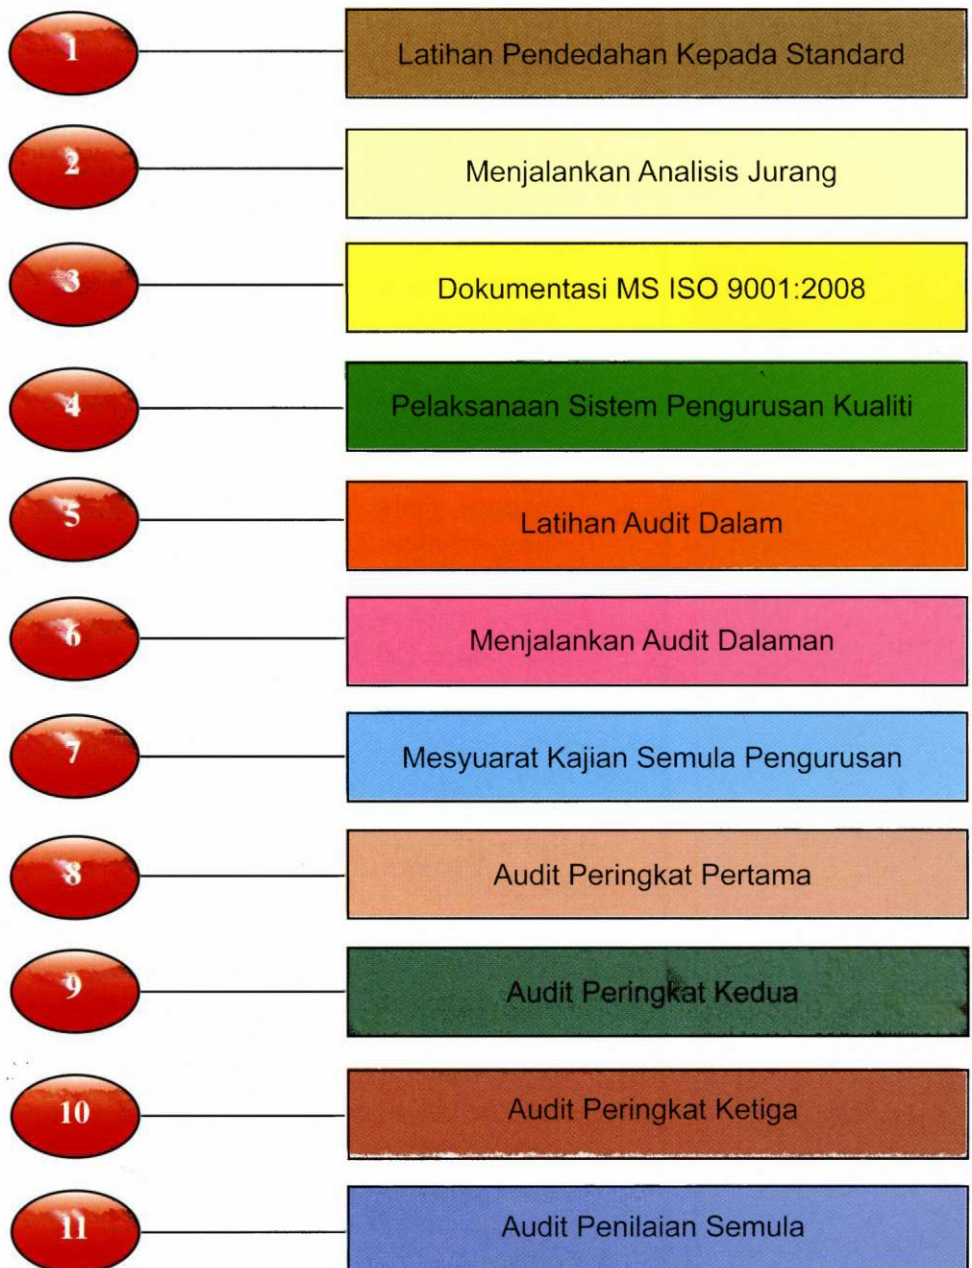 1
Latihan Pendedahan Kepada Standard
2
Menjalankan Analisis Jurang
3
Dokumentasi MS ISO 9001:2008
4
Pelaksanaan Sistem Pengurusan Kualiti
5
Latihan Audit Dalam
6
Menjalankan Audit Dalaman
7
Mesyuarat Kajian Semula Pengurusan
8
Audit Peringkat Pertama
9
Audit Peringkat Kedua
10
Audit Peringkat Ketiga
11
Audit Penilaian Semula